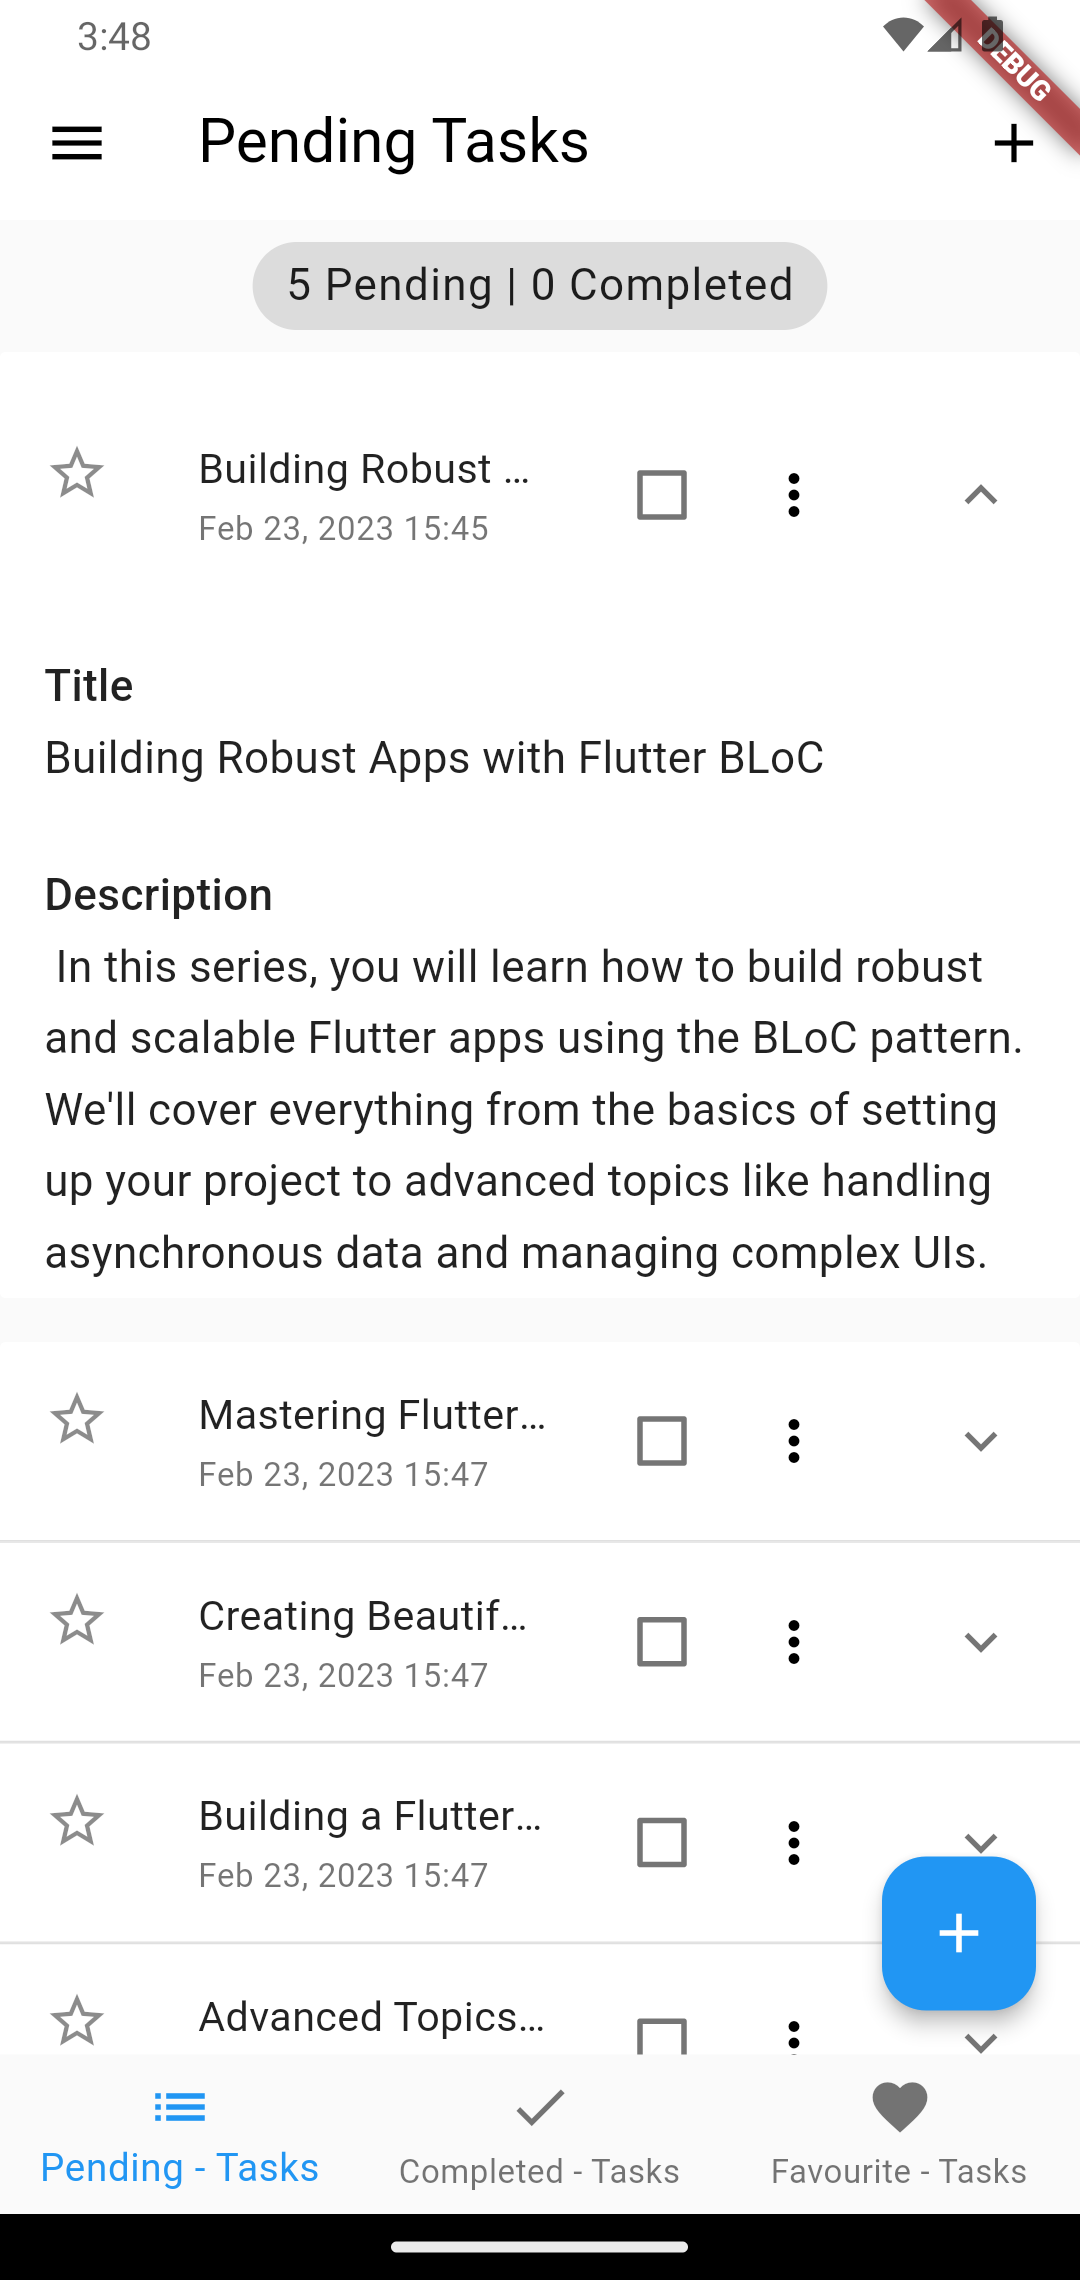 3:48
DEBUG
Pending Tasks
5 Pending | 0 Completed
Building Robust …
Feb 23, 2023 15:45
Title
Building Robust Apps with Flutter BLoC
Description
In this series, you will learn how to build robust
and scalable Flutter apps using the BLoC pattern.
We'll cover everything from the basics of setting
up your project to advanced topics like handling
asynchronous data and managing complex UIs.
Mastering Flutter…
Feb 23, 2023 15:47
Creating Beautif…
Feb 23, 2023 15:47
Building a Flutter…
Feb 23, 2023 15:47
Advanced Topics…
Pending - Tasks
Completed - Tasks
Favourite - Tasks